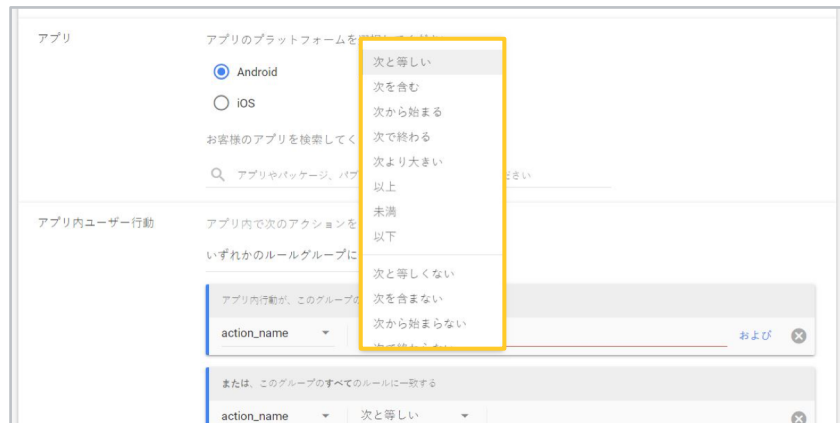 アプリ
アプリのプラットフォームを
Android
iOS
お客様のアプリを検索してく
アプリやパッケージ、パブ ださい
アプリ内ユーザー行動
アプリ内で次のアクションを
いずれかのルールグループに
アプリ内行動が、このグループの
action_name
および
または、このグループのすべてのルールに一致する
action_name 次と等しい
次と等しい
次を含む
次から始まる
次で終わる
次より大きい
以上
未満
以下
次と等しくない
次を含まない
次から始まらない
次で終わらない